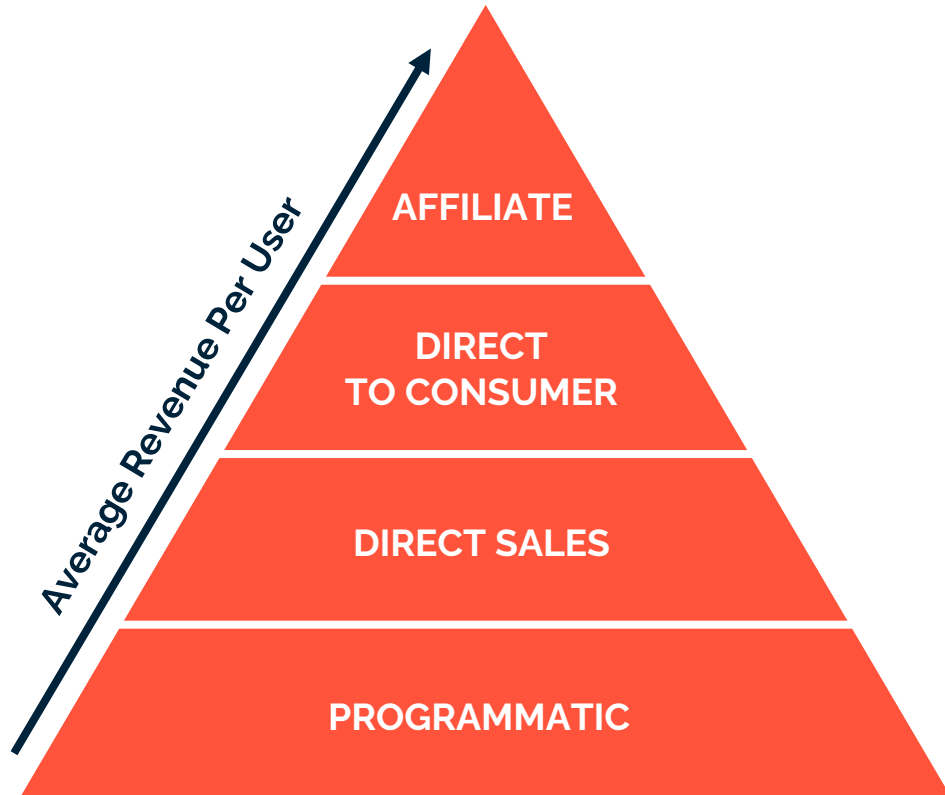 Average Revenue Per User
AFFILIATE
DIRECT
TO CONSUMER
DIRECT SALES
PROGRAMMATIC